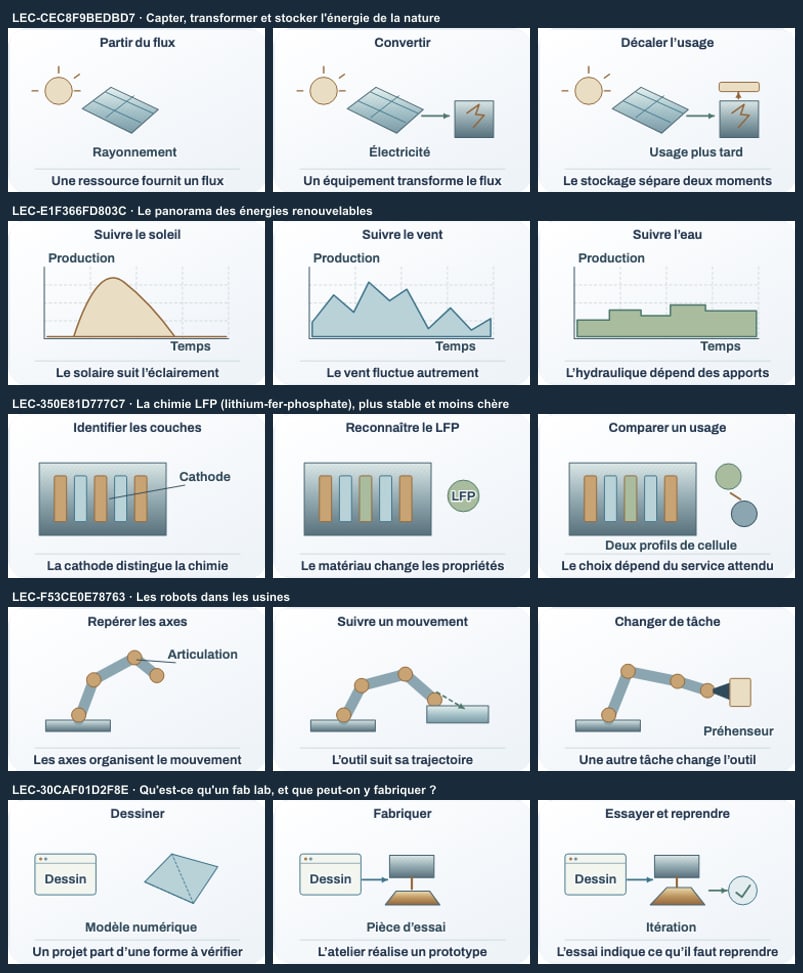 LEC-CEC8F9BEDBD7 · Capter, transformer et stocker l'énergie de la nature
Partir du flux
Rayonnement
Une ressource fournit un flux
Convertir
Électricité
Un équipement transforme le flux
Décaler l’usage
Usage plus tard
Le stockage sépare deux moments
LEC-E1F366FD803C · Le panorama des énergies renouvelables
Suivre le soleil
Production
Temps
Le solaire suit l’éclairement
Suivre le vent
Production
Temps
Le vent fluctue autrement
Suivre l’eau
Production
Temps
L’hydraulique dépend des apports
LEC-350E81D777C7 · La chimie LFP (lithium-fer-phosphate), plus stable et moins chère
Identifier les couches
Cathode
La cathode distingue la chimie
Reconnaître le LFP
LFP
Le matériau change les propriétés
Comparer un usage
Deux profils de cellule
Le choix dépend du service attendu
LEC-F53CE0E78763 · Les robots dans les usines
Repérer les axes
Articulation
Les axes organisent le mouvement
Suivre un mouvement
L’outil suit sa trajectoire
Changer de tâche
Préhenseur
Une autre tâche change l’outil
LEC-30CAF01D2F8E · Qu'est-ce qu'un fab lab, et que peut-on y fabriquer ?
Dessiner
Dessin
Modèle numérique
Un projet part d’une forme à vérifier
Fabriquer
Dessin
Pièce d’essai
L’atelier réalise un prototype
Essayer et reprendre
Dessin
Itération
L’essai indique ce qu’il faut reprendre